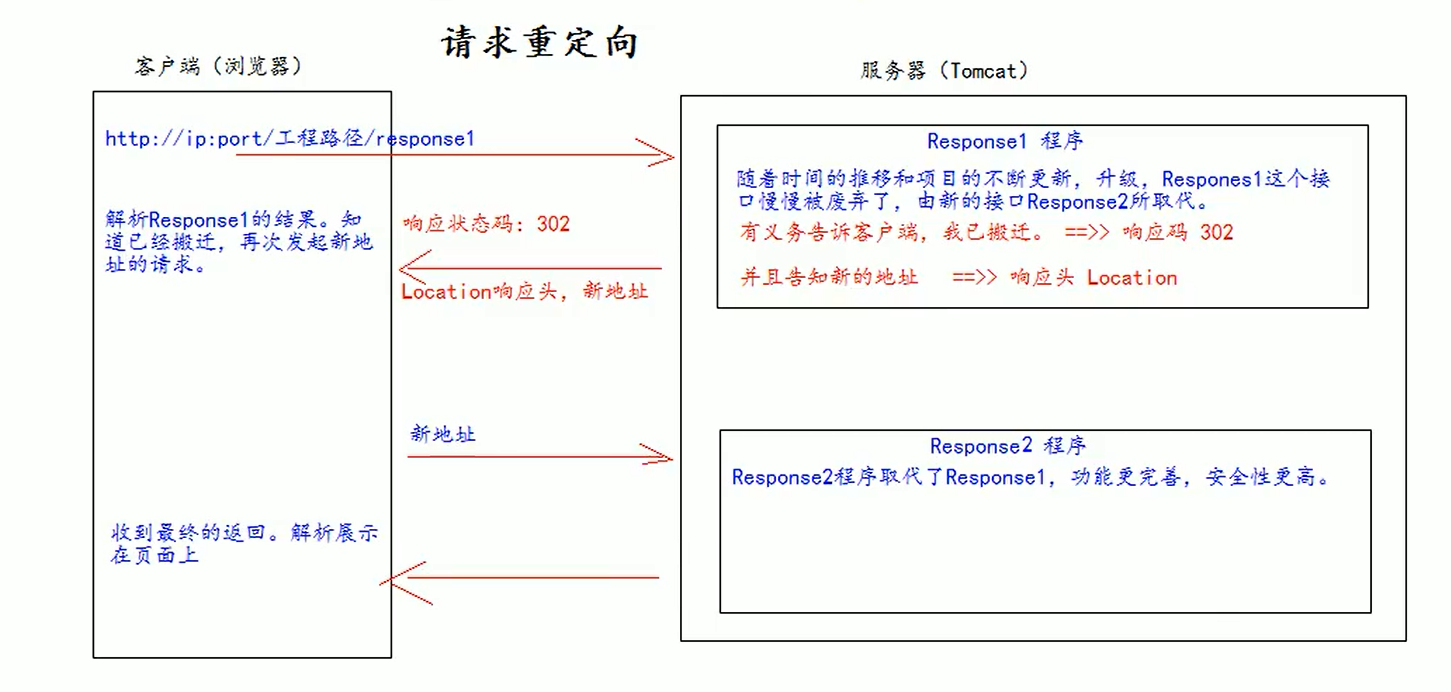 请求重定向
客户端（浏览器）
服务器（Tomcat）
http://ip:port/工程路径/response1
解析Response1的结果。知
道已经搬迁，再次发起新地
址的请求。
响应状态码：302
Location响应头，新地址
Response1 程序
随着时间的推移和项目的不断更新，升级，Respones1这个接
口慢慢被废弃了，由新的接口Response2所取代。
有义务告诉客户端，我已搬迁。 ==>> 响应码 302
并且告知新的地址 ==>> 响应头 Location
新地址
Response2 程序
Response2程序取代了Response1，功能更完善，安全性更高。
收到最终的返回。解析展示
在页面上